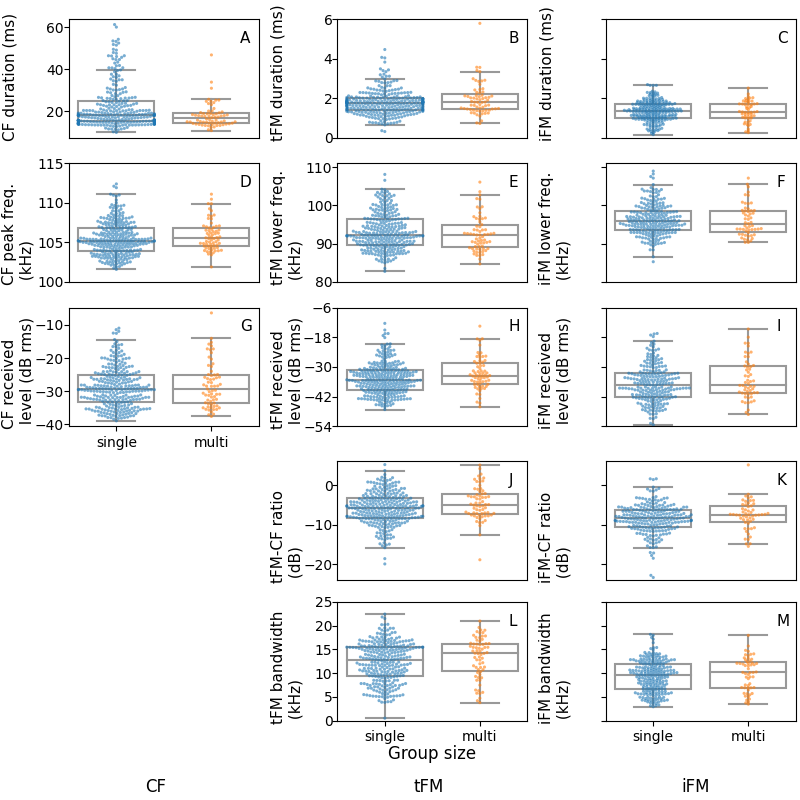 CF duration (ms)
60
40
20
A
tFM duration (ms)
6
4
2
0
B
iFM duration (ms)
C
CF peak freq.
(kHz)
115
110
105
100
D
tFM lower freq.
(kHz)
110
100
90
80
E
iFM lower freq.
(kHz)
F
CF received
level (dB rms)
−10
−20
−30
−40
G
single
multi
tFM received
level (dB rms)
−6
−18
−30
−42
−54
H
iFM received
level (dB rms)
I
tFM-CF ratio
(dB)
0
−10
−20
J
iFM-CF ratio
(dB)
K
tFM bandwidth
(kHz)
25
20
15
10
5
0
L
single
multi
iFM bandwidth
(kHz)
M
single
multi
Group size
CF
tFM
iFM